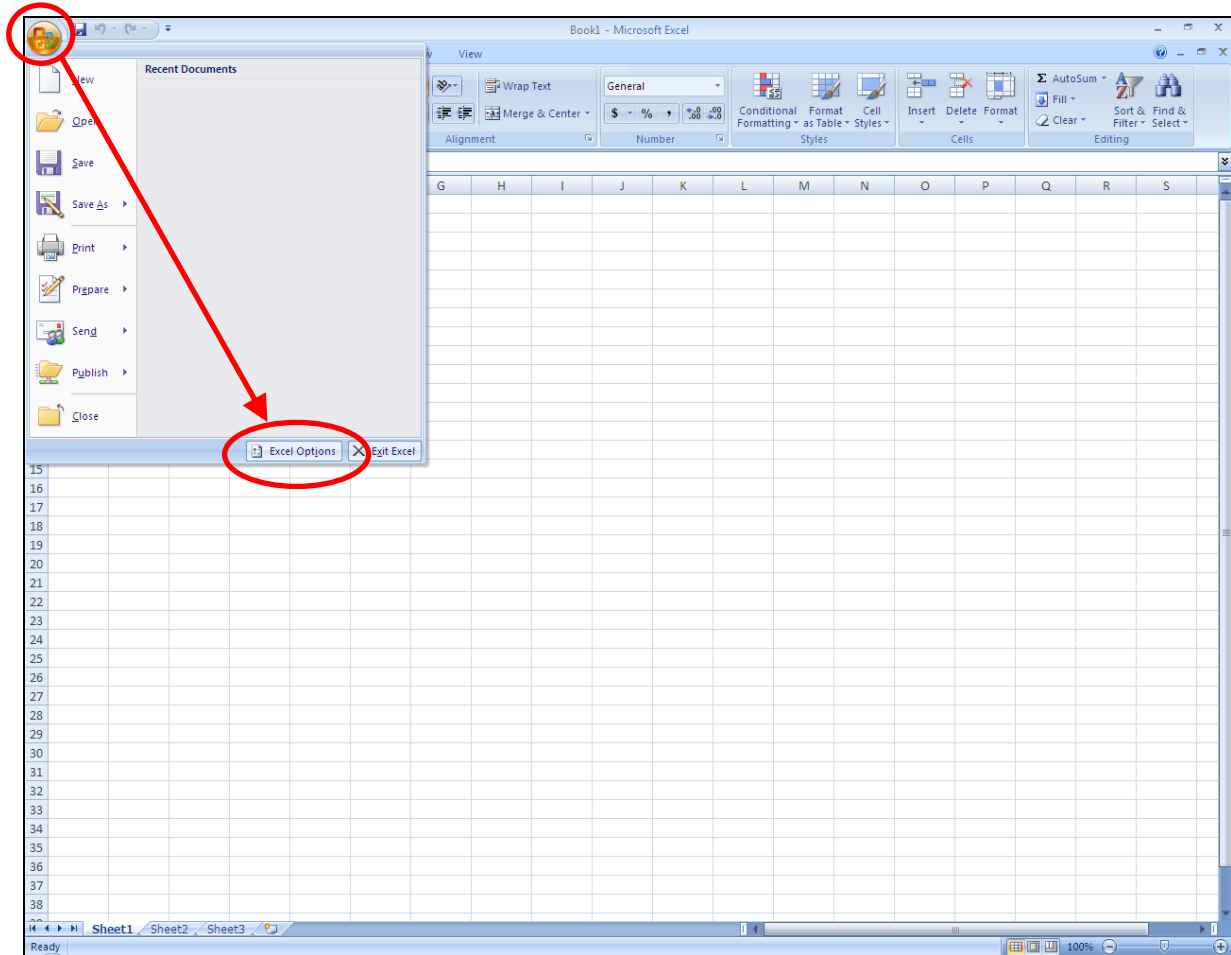 Book1 - Microsoft Excel
View
New
Open
Save
Save As
Print
Prepare
Send
Publish
Close
Recent Documents
Excel Options
Exit Excel
Wrap Text
Merge & Center
Alignment
General
$ % ,
Number
Conditional Formatting
Format as Table
Cell Styles
Styles
Insert
Delete
Format
Cells
Σ AutoSum
Fill
Clear
Sort & Filter
Find & Select
Editing
G H I J K L M N O P Q R S
15
16
17
18
19
20
21
22
23
24
25
26
27
28
29
30
31
32
33
34
35
36
37
38
Sheet1 Sheet2 Sheet3
Ready
100%